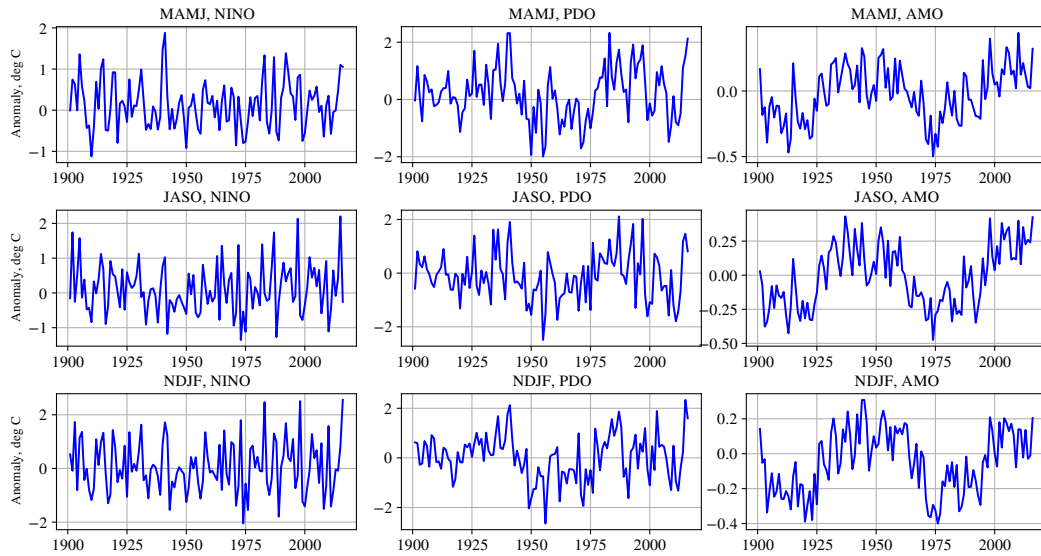 MAMJ, NINO
MAMJ, PDO
MAMJ, AMO
Anomaly, deg C
2
1
0
−1
1900 1925 1950 1975 2000
2
0
−2
1900 1925 1950 1975 2000
0.0
−0.5
1900 1925 1950 1975 2000
JASO, NINO
JASO, PDO
JASO, AMO
Anomaly, deg C
2
1
0
−1
1900 1925 1950 1975 2000
2
0
−2
1900 1925 1950 1975 2000
0.25
0.00
−0.25
−0.50
1900 1925 1950 1975 2000
NDJF, NINO
NDJF, PDO
NDJF, AMO
Anomaly, deg C
2
0
−2
1900 1925 1950 1975 2000
2
0
−2
1900 1925 1950 1975 2000
0.2
0.0
−0.2
−0.4
1900 1925 1950 1975 2000